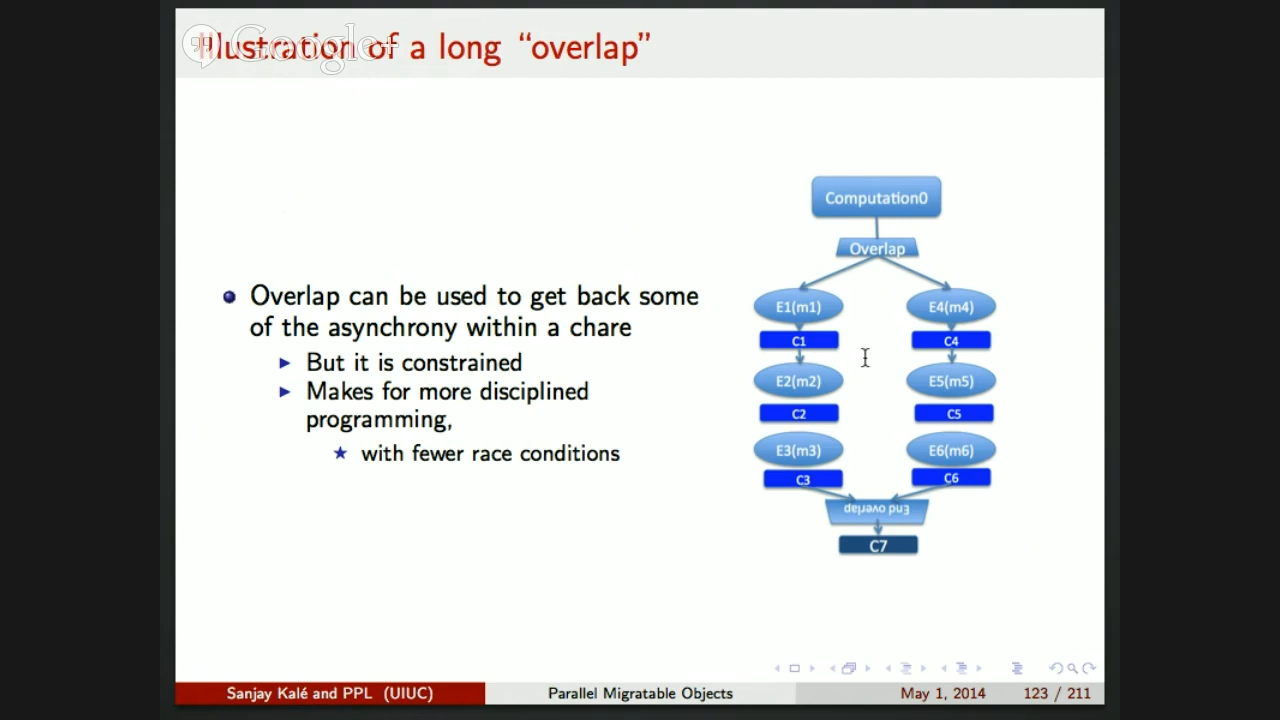 Google+
Illustration of a long “overlap”
Overlap can be used to get back some
of the asynchrony within a chare
But it is constrained
Makes for more disciplined
programming,
with fewer race conditions
Computation0
Overlap
E1(m1)
E4(m4)
C1
C4
E2(m2)
E5(m5)
C2
C5
E3(m3)
E6(m6)
C3
C6
End overlap
C7
Sanjay Kalé and PPL (UIUC)
Parallel Migratable Objects
May 1, 2014
123 / 211